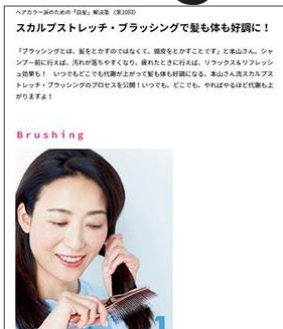 ヘアカラー派のための「白髪」解決策〈第10回〉
スカルプストレッチ・ブラッシングで髪も体も好調に！
「ブラッシングとは、髪をとかすのではなくて、頭皮をとかすことです」と本山さん。シャ
ンプー前に行えば、汚れが落ちやすくなり、疲れたときに行えば、リラックス＆リフレッシ
ュ効果も！　いつでもどこでも代謝が上がって髪も体も好調になる、本山さん流スカルプス
トレッチ・ブラッシングのプロセスを公開！いつでも、どこでも、やればやるほど代謝も上
がりますよ！
Brushing
1